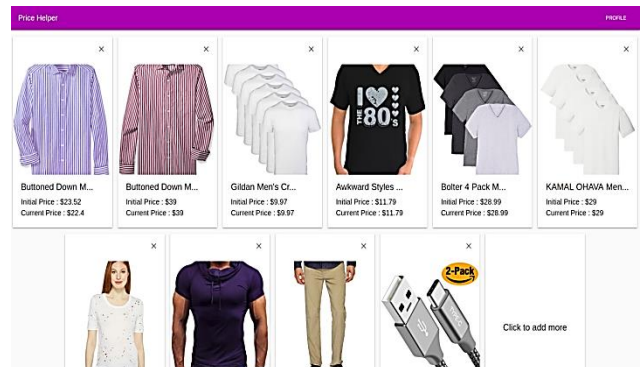 Price Helper
PROFILE
I ♥
THE 80's
Buttoned Down M...
Initial Price : $23.52
Current Price : $22.4
Buttoned Down M...
Initial Price : $39
Current Price : $39
Gildan Men's Cr...
Initial Price : $9.97
Current Price : $9.97
Awkward Styles ...
Initial Price : $11.79
Current Price : $11.79
Bolter 4 Pack M...
Initial Price : $28.99
Current Price : $28.99
KAMAL OHAVA Men...
Initial Price : $29
Current Price : $29
2-Pack
TYPE C
Click to add more